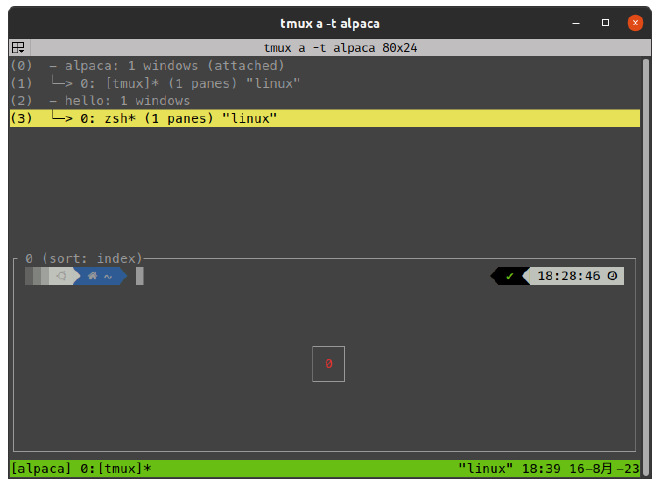 tmux a -t alpaca
tmux a -t alpaca 80x24
(0)  - alpaca: 1 windows (attached)
(1)  └─> 0: [tmux]* (1 panes) "linux"
(2)  - hello: 1 windows
(3)  └─> 0: zsh* (1 panes) "linux"
0 (sort: index)
~ ✓ 18:28:46
0
[alpaca] 0:[tmux]* "linux" 18:39 16-8月-23